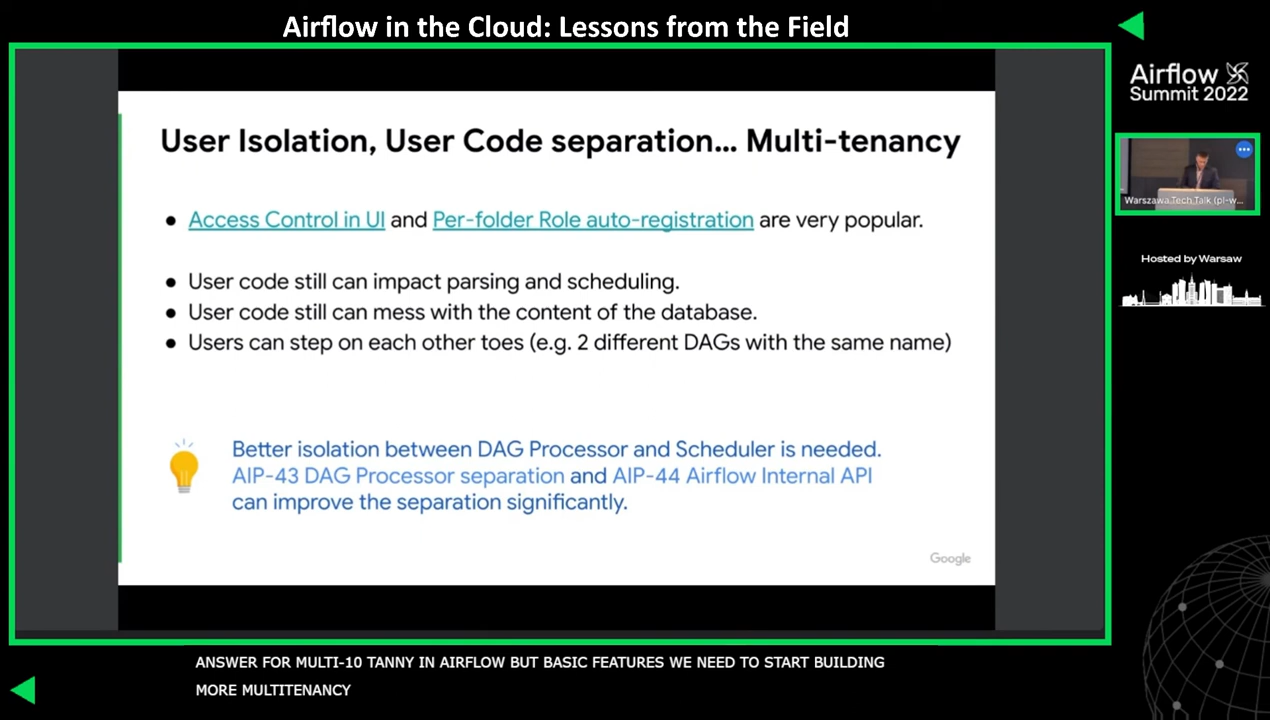 Airflow in the Cloud: Lessons from the Field
Airflow
Summit 2022
User Isolation, User Code separation... Multi-tenancy
● Access Control in UI and Per-folder Role auto-registration are very popular.
● User code still can impact parsing and scheduling.
● User code still can mess with the content of the database.
● Users can step on each other toes (e.g. 2 different DAGs with the same name)
Better isolation between DAG Processor and Scheduler is needed.
AIP-43 DAG Processor separation and AIP-44 Airflow Internal API
can improve the separation significantly.
Google
Warszawa.Tech Talk (pl-w...
Hosted by Warsaw
ANSWER FOR MULTI-10 TANNY IN AIRFLOW BUT BASIC FEATURES WE NEED TO START BUILDING
MORE MULTITENANCY